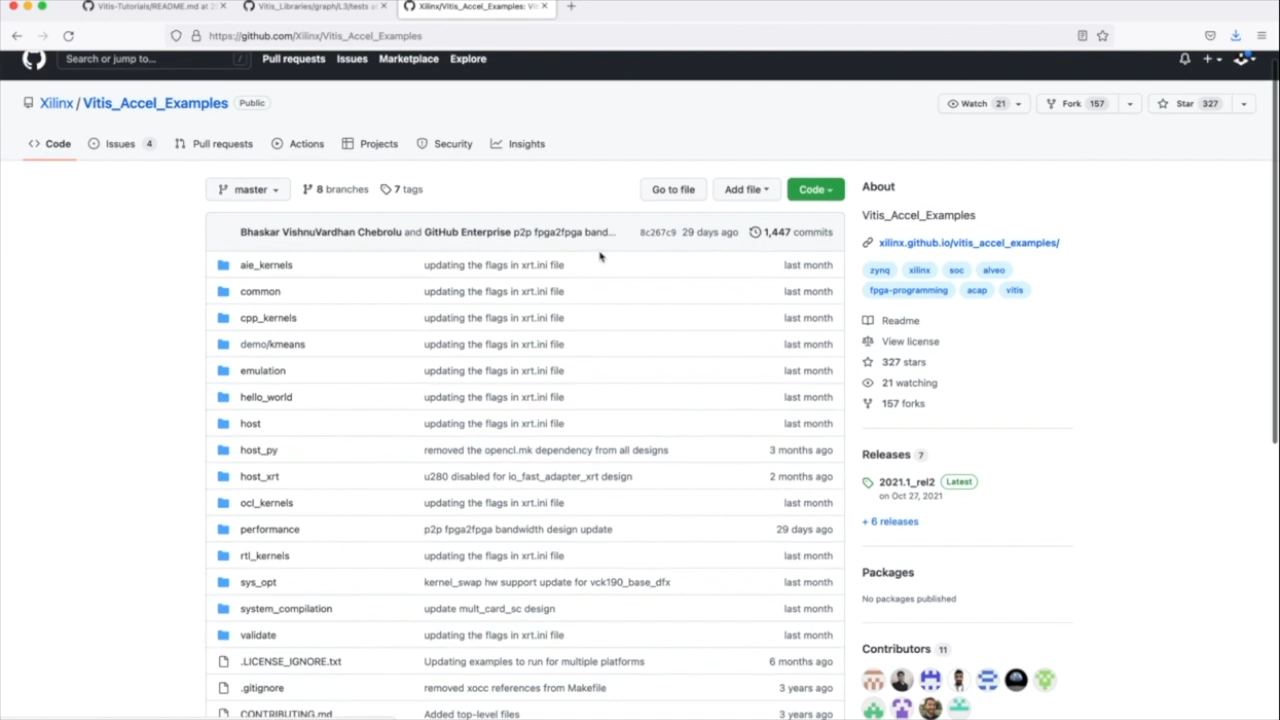 Vitis-Tutorials/README.md at 2 × Vitis_Libraries/graph/L3/tests a × Xilinx/Vitis_Accel_Examples: Vi × +
https://github.com/Xilinx/Vitis_Accel_Examples
Search or jump to... / Pull requests Issues Marketplace Explore
Xilinx / Vitis_Accel_Examples Public Watch 21 Fork 157 Star 327
Code Issues 4 Pull requests Actions Projects Security Insights
master 8 branches 7 tags Go to file Add file Code
Bhaskar VishnuVardhan Chebrolu and GitHub Enterprise p2p fpga2fpga band... 8c267c9 29 days ago 1,447 commits
aie_kernels updating the flags in xrt.ini file last month
common updating the flags in xrt.ini file last month
cpp_kernels updating the flags in xrt.ini file last month
demo/kmeans updating the flags in xrt.ini file last month
emulation updating the flags in xrt.ini file last month
hello_world updating the flags in xrt.ini file last month
host updating the flags in xrt.ini file last month
host_py removed the opencl.mk dependency from all designs 3 months ago
host_xrt u280 disabled for io_fast_adapter_xrt design 2 months ago
ocl_kernels updating the flags in xrt.ini file last month
performance p2p fpga2fpga bandwidth design update 29 days ago
rtl_kernels updating the flags in xrt.ini file last month
sys_opt kernel_swap hw support update for vck190_base_dfx last month
system_compilation update mult_card_sc design last month
validate updating the flags in xrt.ini file last month
.LICENSE_IGNORE.txt Updating examples to run for multiple platforms 6 months ago
.gitignore removed xocc references from Makefile 3 years ago
CONTRIBUTING.md Added top-level files 3 years ago
About
Vitis_Accel_Examples
xilinx.github.io/vitis_accel_examples/
zynq xilinx soc alveo
fpga-programming acap vitis
Readme
View license
327 stars
21 watching
157 forks
Releases 7
2021.1_rel2 Latest
on Oct 27, 2021
+ 6 releases
Packages
No packages published
Contributors 11